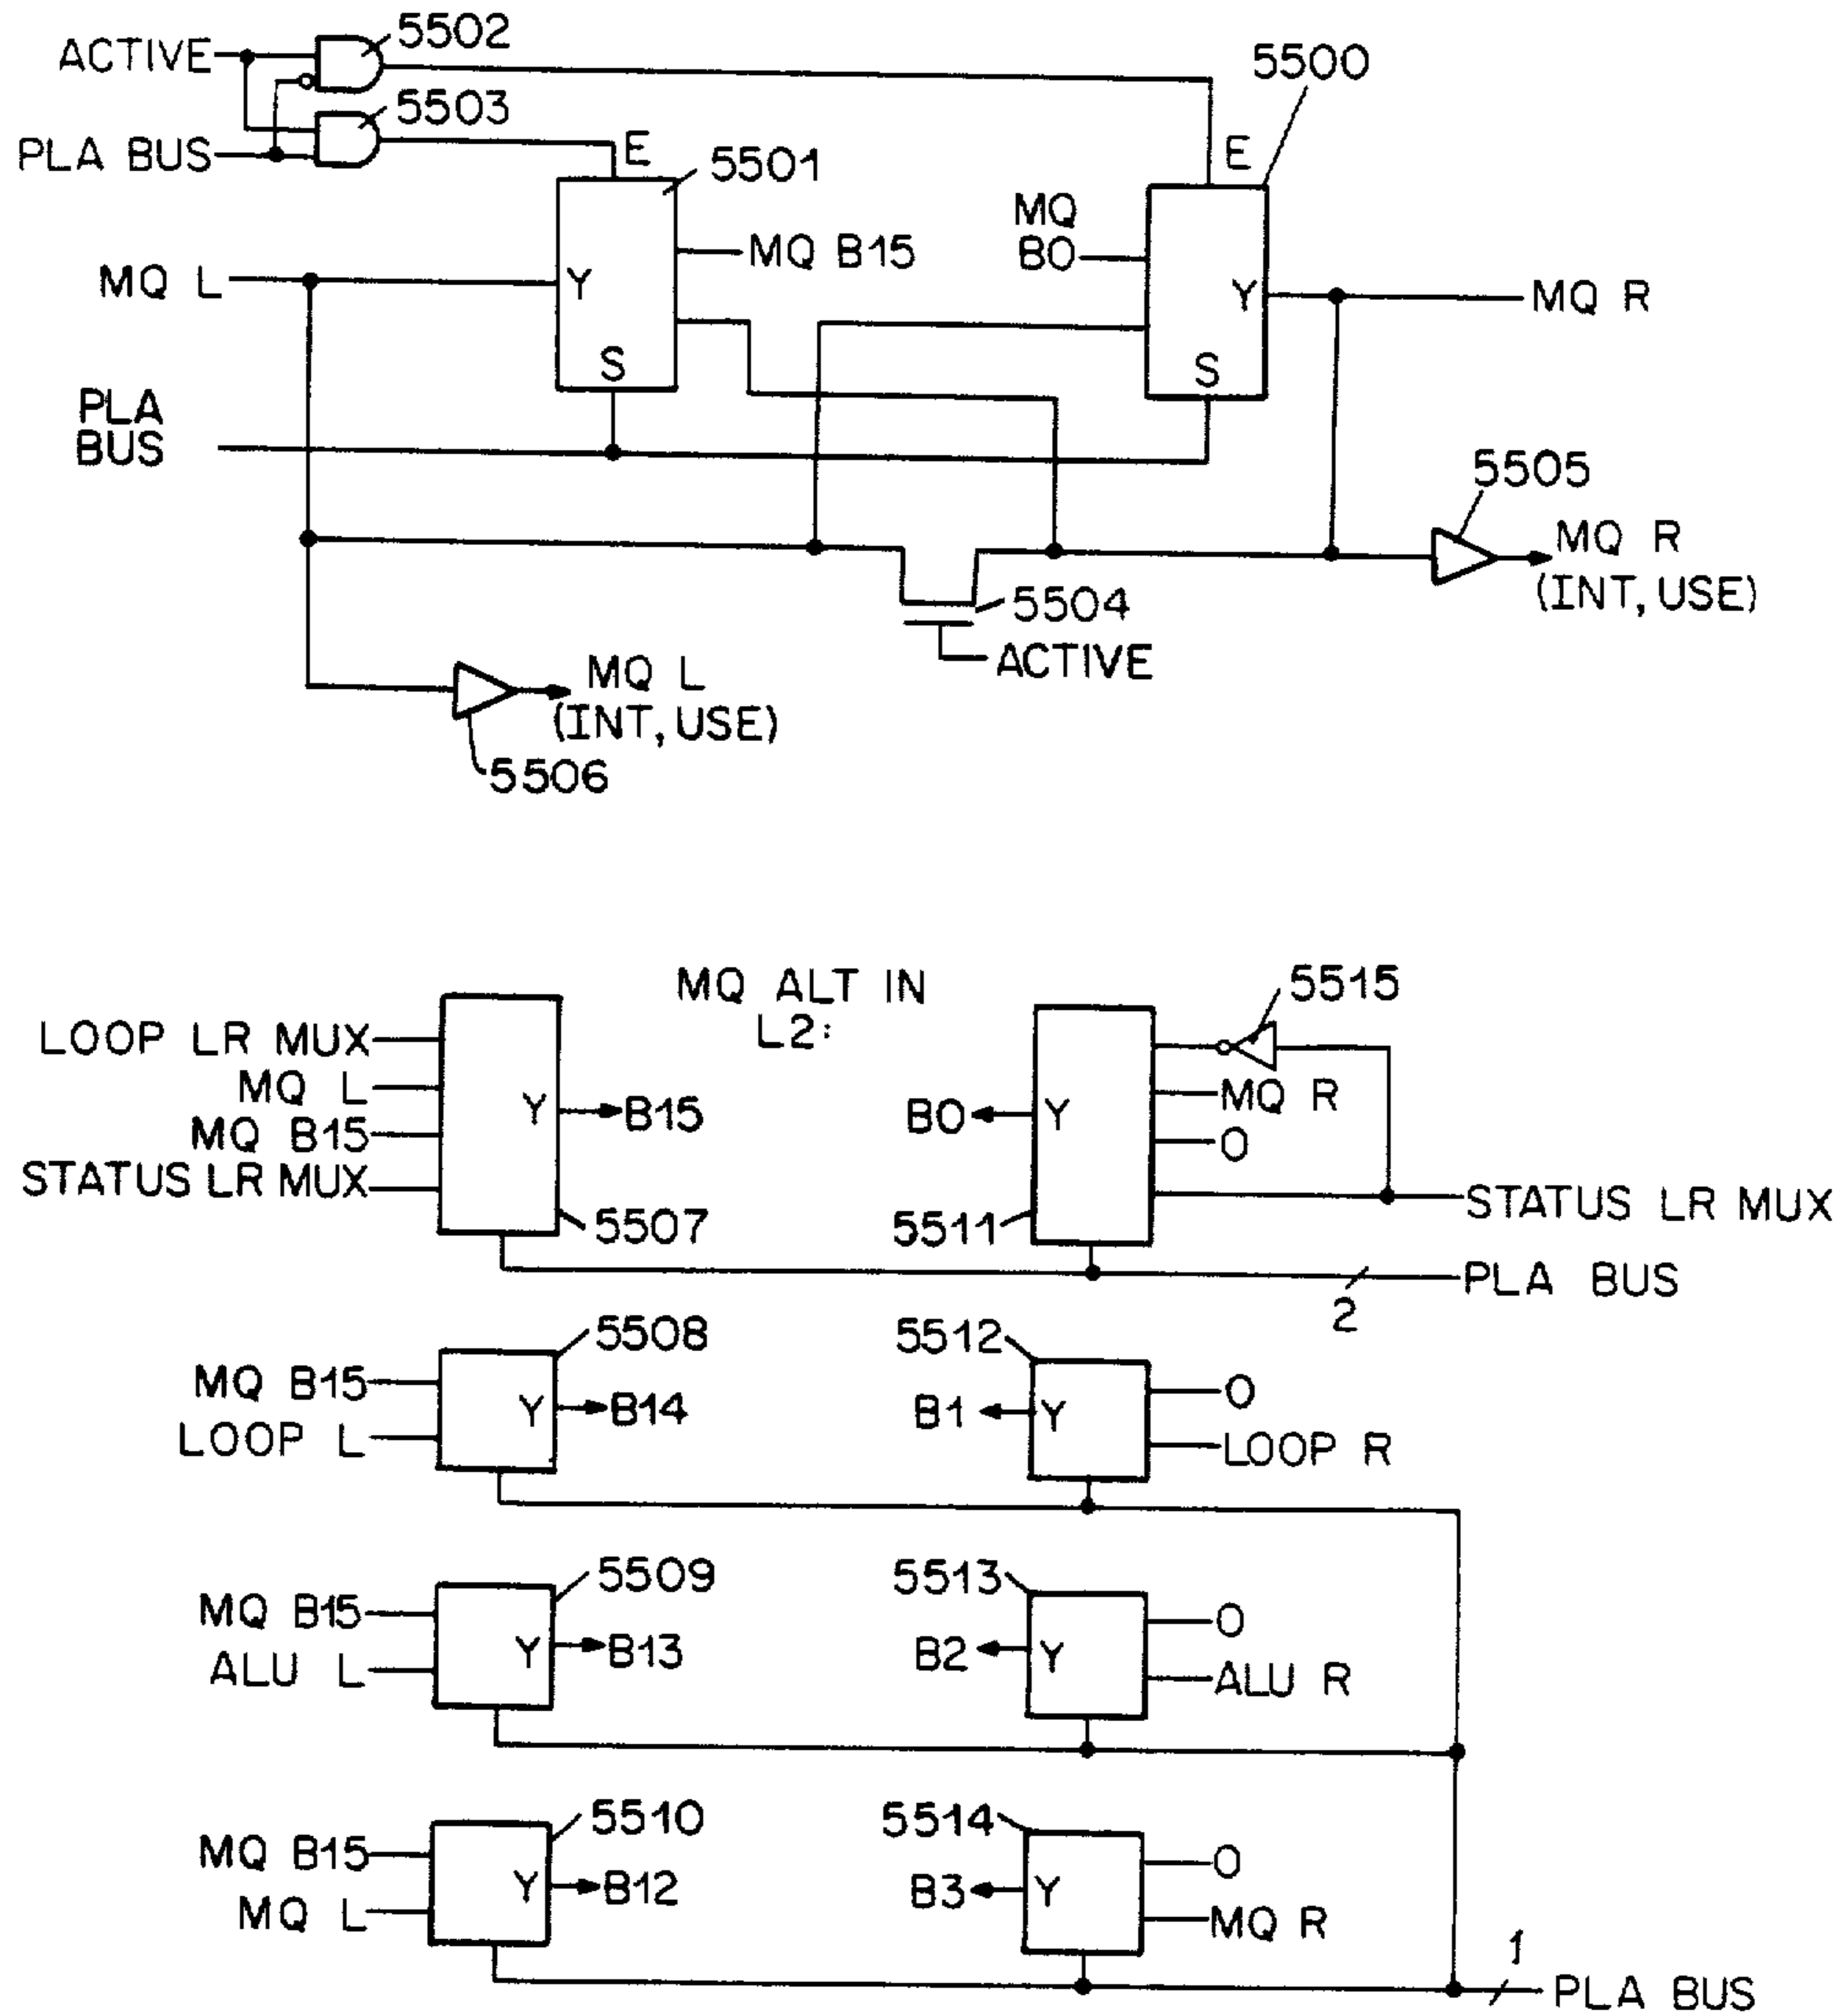 5502
ACTIVE
5500
5503
PLA BUS
E
5501
E
MQ
B0
MQ B15
MQ L
Y
Y
MQ R
S
S
PLA
BUS
5505
MQ R
(INT, USE)
5504
ACTIVE
MQ L
(INT, USE)
5506
MQ ALT IN
L2:
5515
LOOP LR MUX
MQ L
MQ B15
STATUS LR MUX
Y
B15
B0
Y
MQ R
0
STATUS LR MUX
5507
5511
PLA BUS
2
5508
5512
MQ B15
LOOP L
Y
B14
B1
Y
0
LOOP R
5509
5513
MQ B15
ALU L
Y
B13
B2
Y
0
ALU R
5510
5514
MQ B15
MQ L
Y
B12
B3
Y
0
MQ R
1
PLA BUS